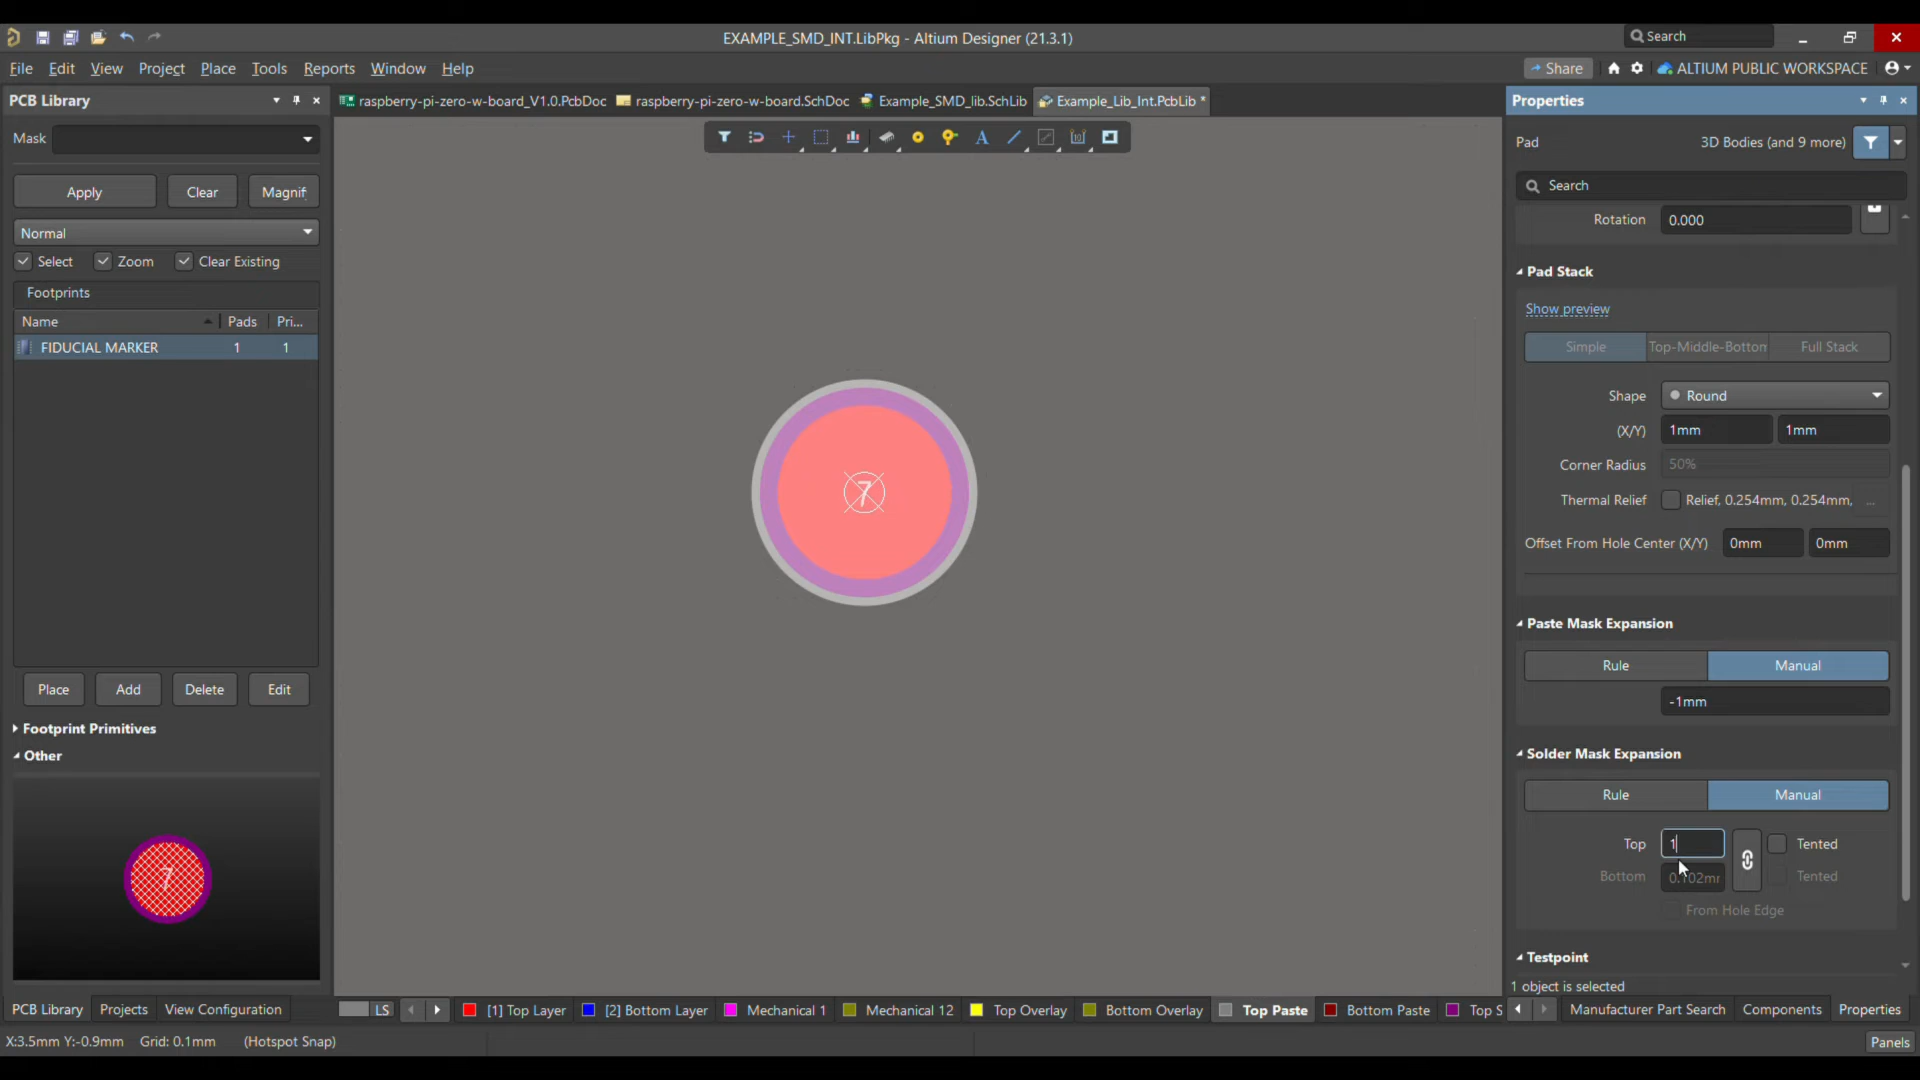 EXAMPLE_SMD_INT.LibPkg - Altium Designer (21.3.1)
Search
File Edit View Project Place Tools Reports Window Help
Share
ALTIUM PUBLIC WORKSPACE
PCB Library
raspberry-pi-zero-w-board_V1.0.PcbDoc
raspberry-pi-zero-w-board.SchDoc
Example_SMD_lib.SchLib
Example_Lib_Int.PcbLib *
Properties
Mask
Pad
3D Bodies (and 9 more)
Search
Apply
Clear
Magnif
Normal
Select
Zoom
Clear Existing
Footprints
Name Pads Pri...
FIDUCIAL MARKER 1 1
Rotation 0.000
Pad Stack
Show preview
Simple Top-Middle-Bottom Full Stack
Shape Round
(X/Y) 1mm 1mm
Corner Radius 50%
Thermal Relief Relief, 0.254mm, 0.254mm, ...
Offset From Hole Center (X/Y) 0mm 0mm
7
Paste Mask Expansion
Rule Manual
-1mm
Solder Mask Expansion
Rule Manual
Top 1 Tented
Bottom Tented
From Hole Edge
Testpoint
1 object is selected
Place Add Delete Edit
Footprint Primitives
Other
7
PCB Library Projects View Configuration
LS
[1] Top Layer
[2] Bottom Layer
Mechanical 1
Mechanical 12
Top Overlay
Bottom Overlay
Top Paste
Bottom Paste
Top S
Manufacturer Part Search Components Properties
X:3.5mm Y:-0.9mm Grid: 0.1mm (Hotspot Snap)
Panels